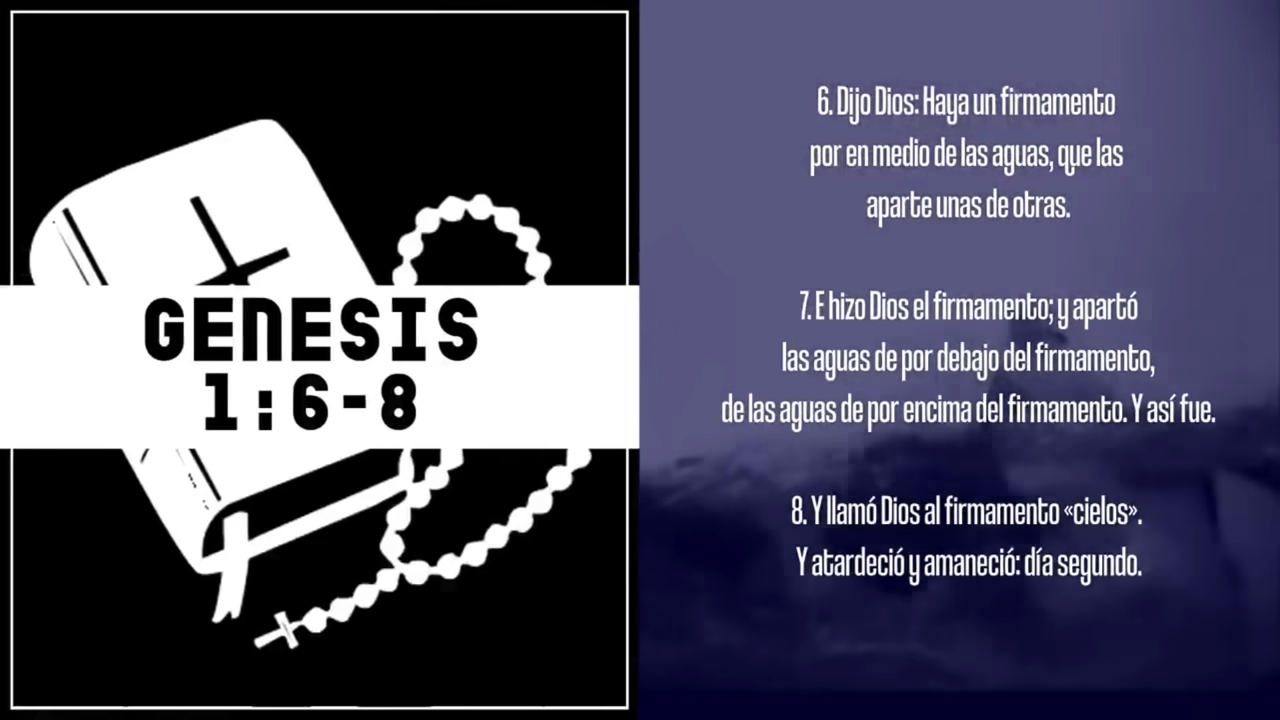 GENESIS
1:6-8
6. Dijo Dios: Haya un firmamento
por en medio de las aguas, que las
aparte unas de otras.
7. E hizo Dios el firmamento; y apartó
las aguas de por debajo del firmamento,
de las aguas de por encima del firmamento. Y así fue.
8. Y llamó Dios al firmamento «cielos».
Y atardeció y amaneció: día segundo.